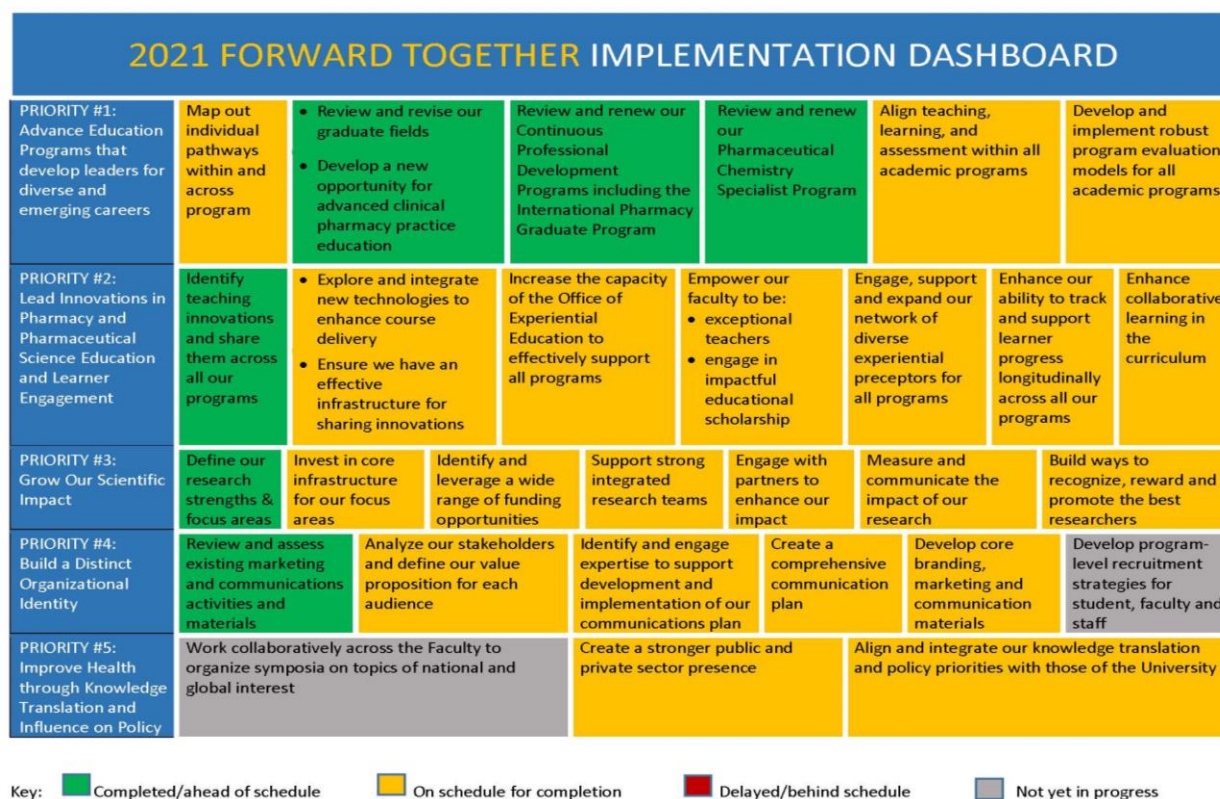 2021 FORWARD TOGETHER IMPLEMENTATION DASHBOARD
PRIORITY #1:
Advance Education
Programs that
develop leaders for
diverse and
emerging careers
Map out
individual
pathways
within and
across
program
• Review and revise our
graduate fields
• Develop a new
opportunity for
advanced clinical
pharmacy practice
education
Review and renew our
Continuous
Professional
Development
Programs including the
International Pharmacy
Graduate Program
Review and renew
our
Pharmaceutical
Chemistry
Specialist Program
Align teaching,
learning, and
assessment within all
academic programs
Develop and
implement robust
program evaluation
models for all
academic programs
PRIORITY #2:
Lead Innovations in
Pharmacy and
Pharmaceutical
Science Education
and Learner
Engagement
Identify
teaching
innovations
and share
them across
all our
programs
• Explore and integrate
new technologies to
enhance course
delivery
• Ensure we have an
effective
infrastructure for
sharing innovations
Increase the capacity
of the Office of
Experiential
Education to
effectively support
all programs
Empower our
faculty to be:
• exceptional
teachers
• engage in
impactful
educational
scholarship
Engage, support
and expand our
network of
diverse
experiential
preceptors for
all programs
Enhance our
ability to track
and support
learner
progress
longitudinally
across all our
programs
Enhance
collaborative
learning in
the
curriculum
PRIORITY #3:
Grow Our Scientific
Impact
Define our
research
strengths &
focus areas
Invest in core
infrastructure
for our focus
areas
Identify and
leverage a wide
range of funding
opportunities
Support strong
integrated
research teams
Engage with
partners to
enhance our
impact
Measure and
communicate the
impact of our
research
Build ways to
recognize, reward and
promote the best
researchers
PRIORITY #4:
Build a Distinct
Organizational
Identity
Review and assess
existing marketing
and communications
activities and
materials
Analyze our stakeholders
and define our value
proposition for each
audience
Identify and engage
expertise to support
development and
implementation of our
communications plan
Create a
comprehensive
communication
plan
Develop core
branding,
marketing and
communication
materials
Develop program-
level recruitment
strategies for
student, faculty and
staff
PRIORITY #5:
Improve Health
through Knowledge
Translation and
Influence on Policy
Work collaboratively across the Faculty to
organize symposia on topics of national and
global interest
Create a stronger public and
private sector presence
Align and integrate our knowledge translation
and policy priorities with those of the University
Key: Completed/ahead of schedule On schedule for completion Delayed/behind schedule Not yet in progress